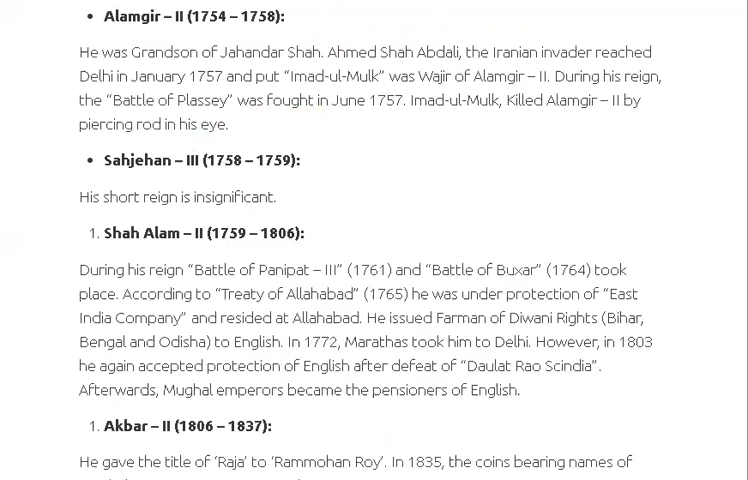 • Alamgir – II (1754 – 1758):
He was Grandson of Jahandar Shah. Ahmed Shah Abdali, the Iranian invader reached
Delhi in January 1757 and put “Imad-ul-Mulk” was Wajir of Alamgir – II. During his reign,
the “Battle of Plassey” was fought in June 1757. Imad-ul-Mulk, Killed Alamgir – II by
piercing rod in his eye.
• Sahjehan – III (1758 – 1759):
His short reign is insignificant.
1. Shah Alam – II (1759 – 1806):
During his reign “Battle of Panipat – III” (1761) and “Battle of Buxar” (1764) took
place. According to “Treaty of Allahabad” (1765) he was under protection of “East
India Company” and resided at Allahabad. He issued Farman of Diwani Rights (Bihar,
Bengal and Odisha) to English. In 1772, Marathas took him to Delhi. However, in 1803
he again accepted protection of English after defeat of “Daulat Rao Scindia”.
Afterwards, Mughal emperors became the pensioners of English.
1. Akbar – II (1806 – 1837):
He gave the title of ‘Raja’ to ‘Rammohan Roy’. In 1835, the coins bearing names of